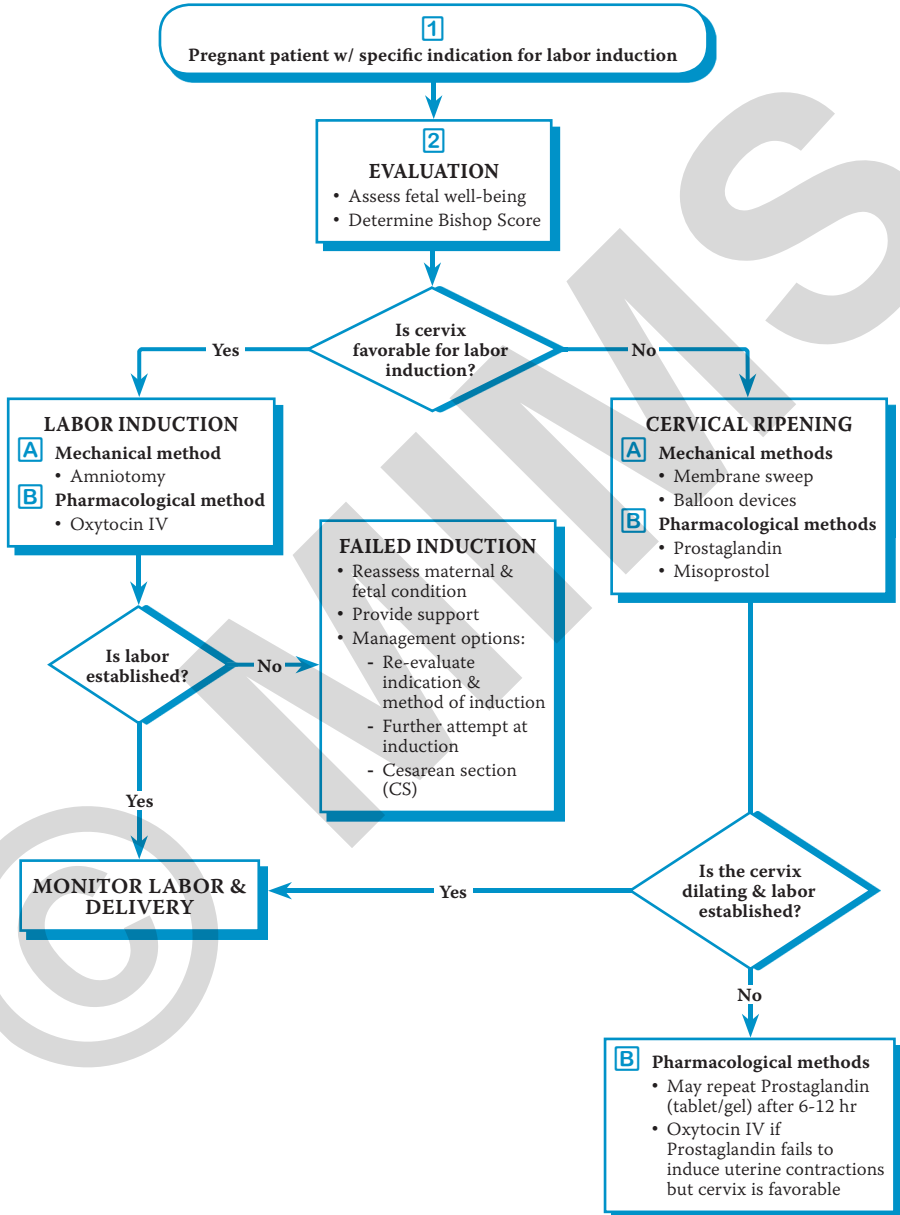 1
Pregnant patient w/ specific indication for labor induction
2
EVALUATION
• Assess fetal well-being
• Determine Bishop Score
Is cervix
favorable for labor
induction?
Yes
No
LABOR INDUCTION
A Mechanical method
• Amniotomy
B Pharmacological method
• Oxytocin IV
CERVICAL RIPENING
A Mechanical methods
• Membrane sweep
• Balloon devices
B Pharmacological methods
• Prostaglandin
• Misoprostol
FAILED INDUCTION
• Reassess maternal &
fetal condition
• Provide support
• Management options:
- Re-evaluate
indication &
method of induction
- Further attempt at
induction
- Cesarean section
(CS)
Is labor
established?
No
Yes
MONITOR LABOR &
DELIVERY
Yes
Is the cervix
dilating & labor
established?
No
B Pharmacological methods
• May repeat Prostaglandin
(tablet/gel) after 6-12 hr
• Oxytocin IV if
Prostaglandin fails to
induce uterine contractions
but cervix is favorable
© MIMS